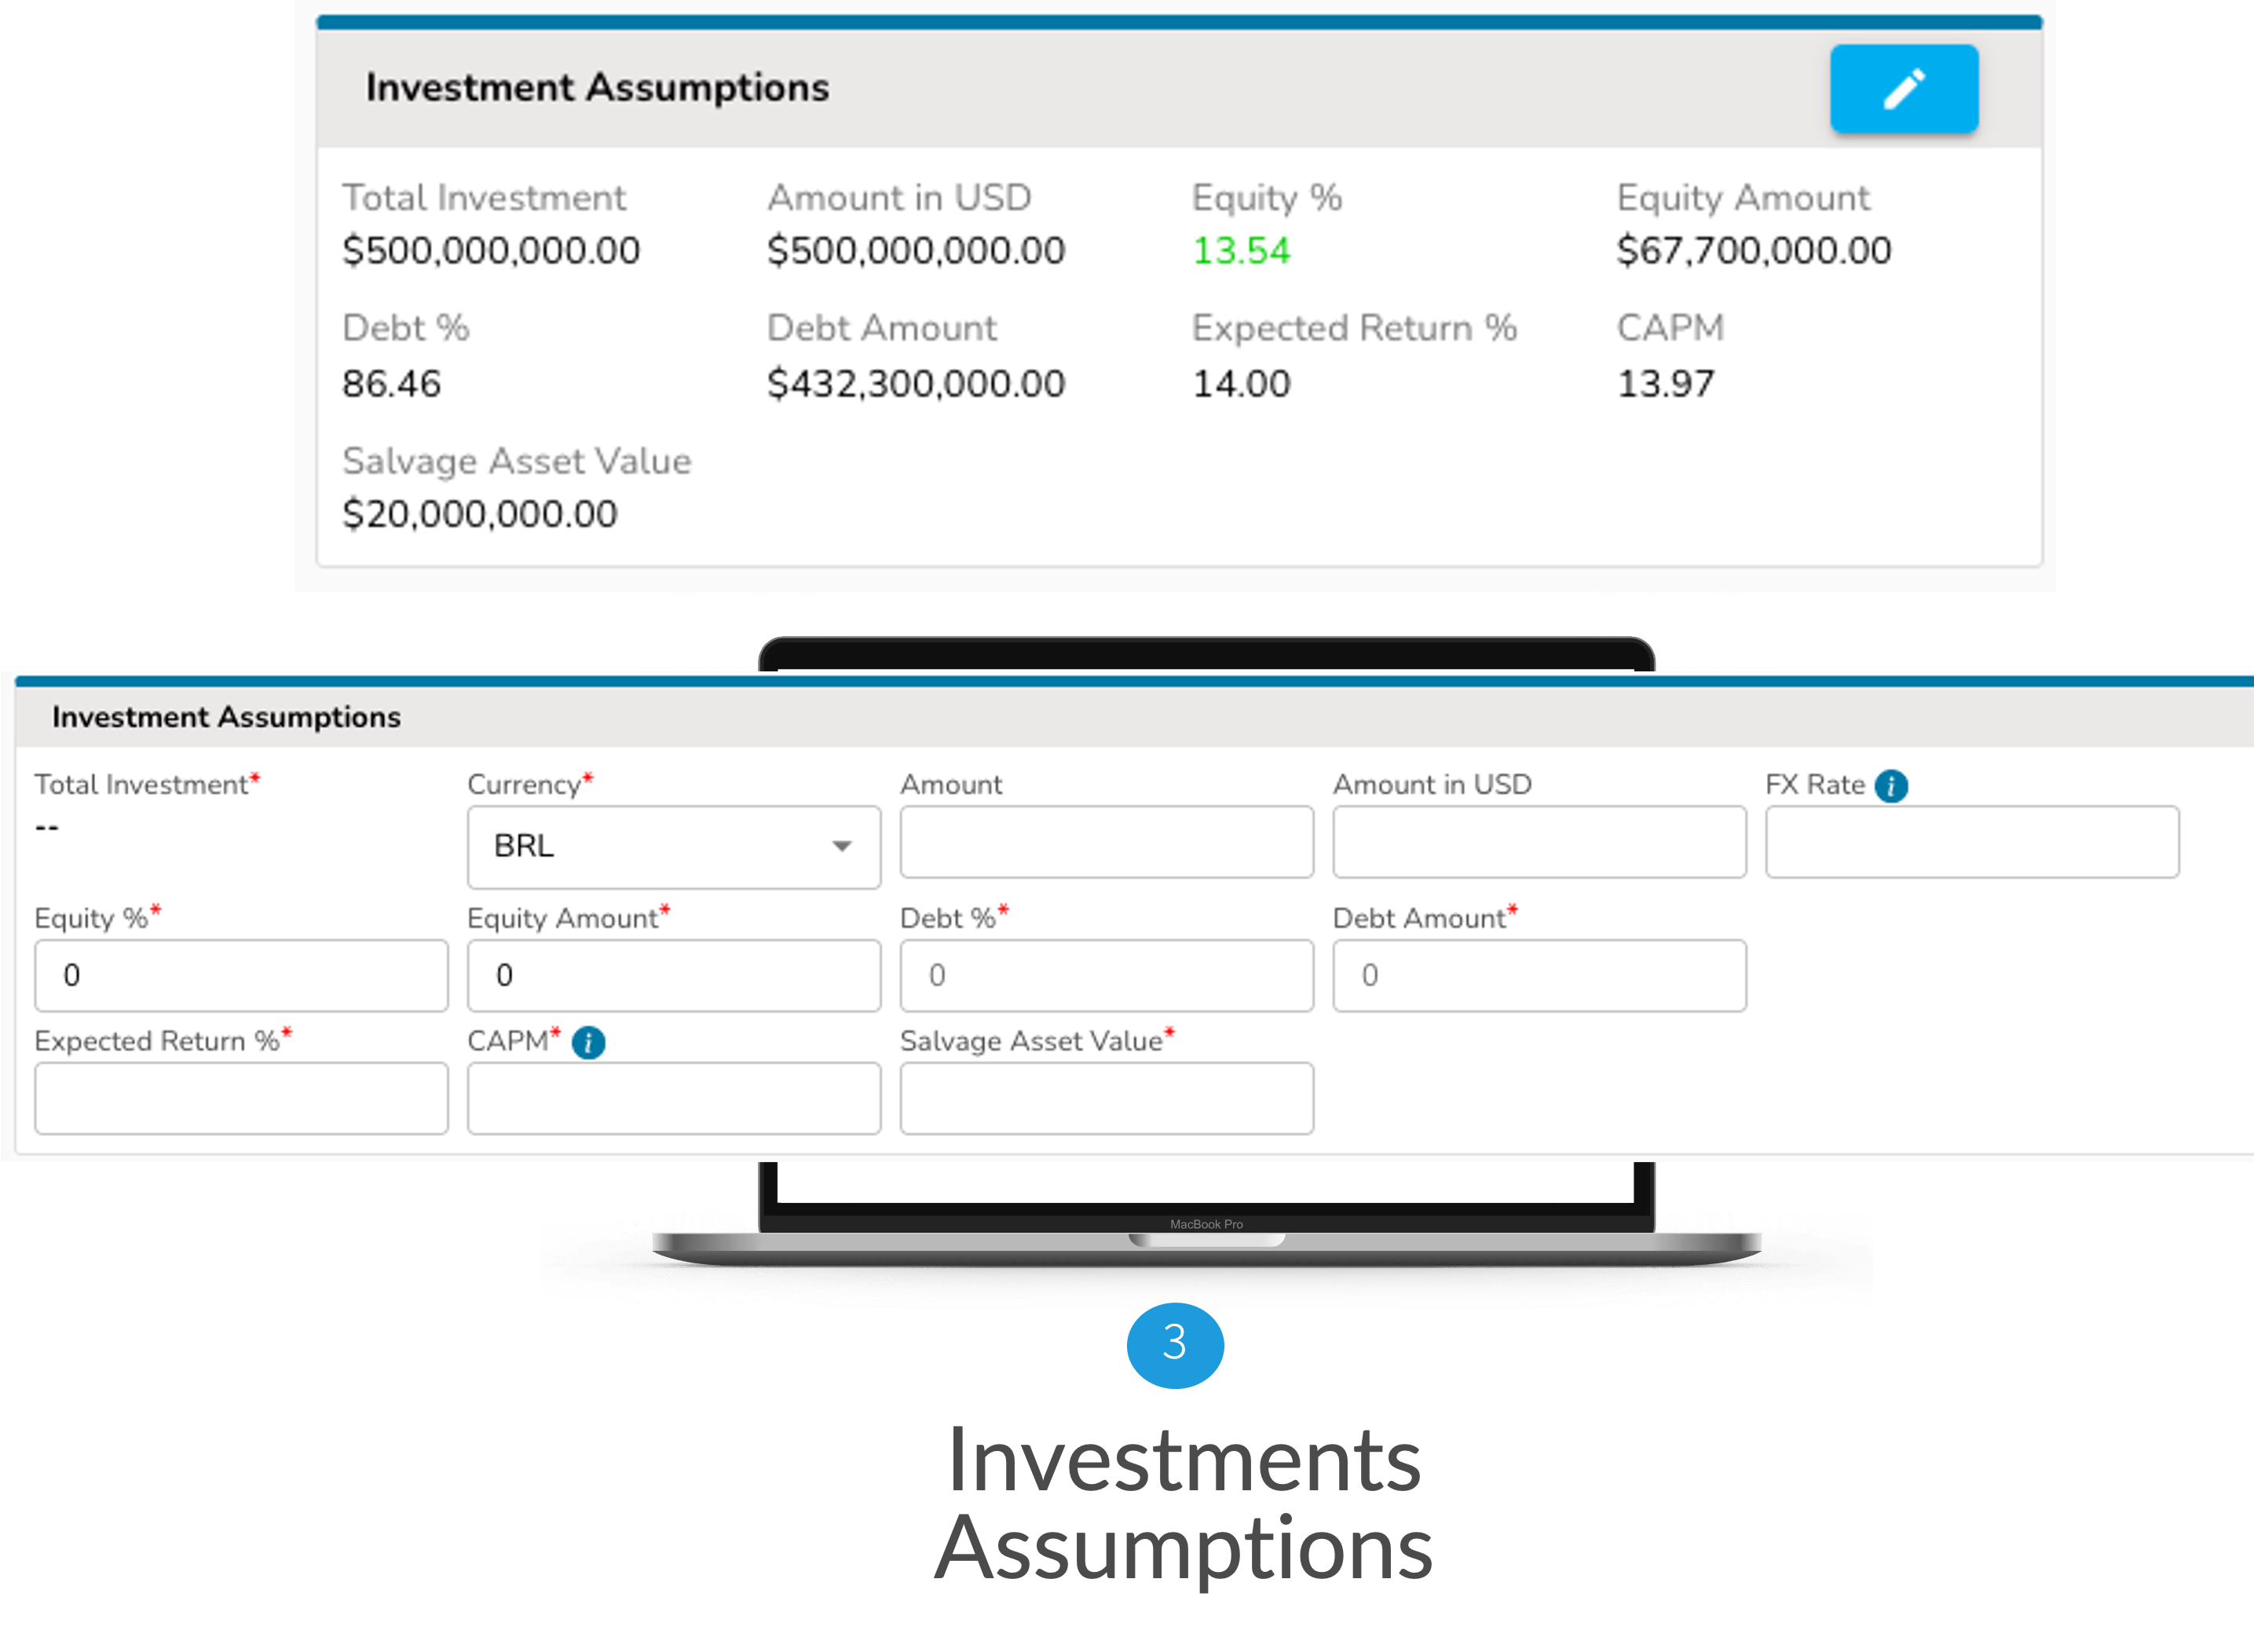 Investment Assumptions
Total Investment Amount in USD Equity % Equity Amount
$500,000,000.00 $500,000,000.00 13.54 $67,700,000.00
Debt % Debt Amount Expected Return % CAPM
86.46 $432,300,000.00 14.00 13.97
Salvage Asset Value
$20,000,000.00
Investment Assumptions
Total Investment* Currency* Amount Amount in USD FX Rate i
-- BRL
Equity %* Equity Amount* Debt %* Debt Amount*
0 0 0 0
Expected Return %* CAPM* i Salvage Asset Value*
MacBook Pro
3
Investments
Assumptions